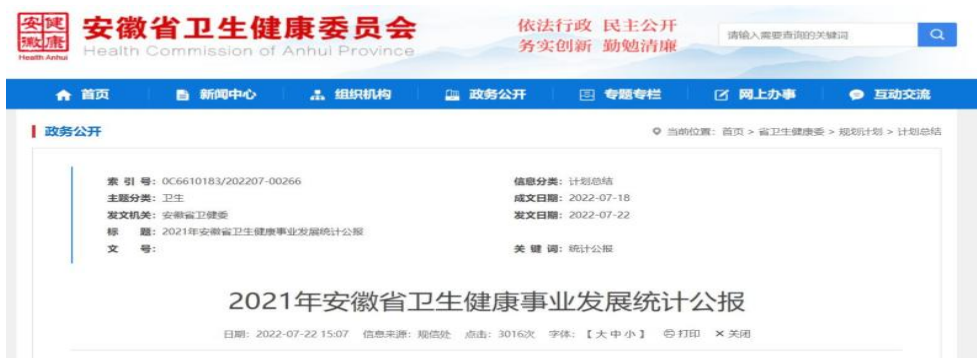 安徽健康
Health Anhui
安徽省卫生健康委员会
Health Commission of Anhui Province
依法行政 民主公开
务实创新 勤勉清廉
请输入需要查询的关键词
首页 新闻中心 组织机构 政务公开 专题专栏 网上办事 互动交流
政务公开
当前位置：首页 > 省卫生健康委 > 规划计划 > 计划总结
索 引 号：0C6610183/202207-00266 信息分类：计划总结
主题分类：卫生 成文日期：2022-07-18
发文机关：安徽省卫健委 发文日期：2022-07-22
标 题：2021年安徽省卫生健康事业发展统计公报
文 号： 关 键 词：统计公报
2021年安徽省卫生健康事业发展统计公报
日期：2022-07-22 15:07 信息来源：规信处 点击：3016次 字体：【 大 中 小 】 打印 × 关闭